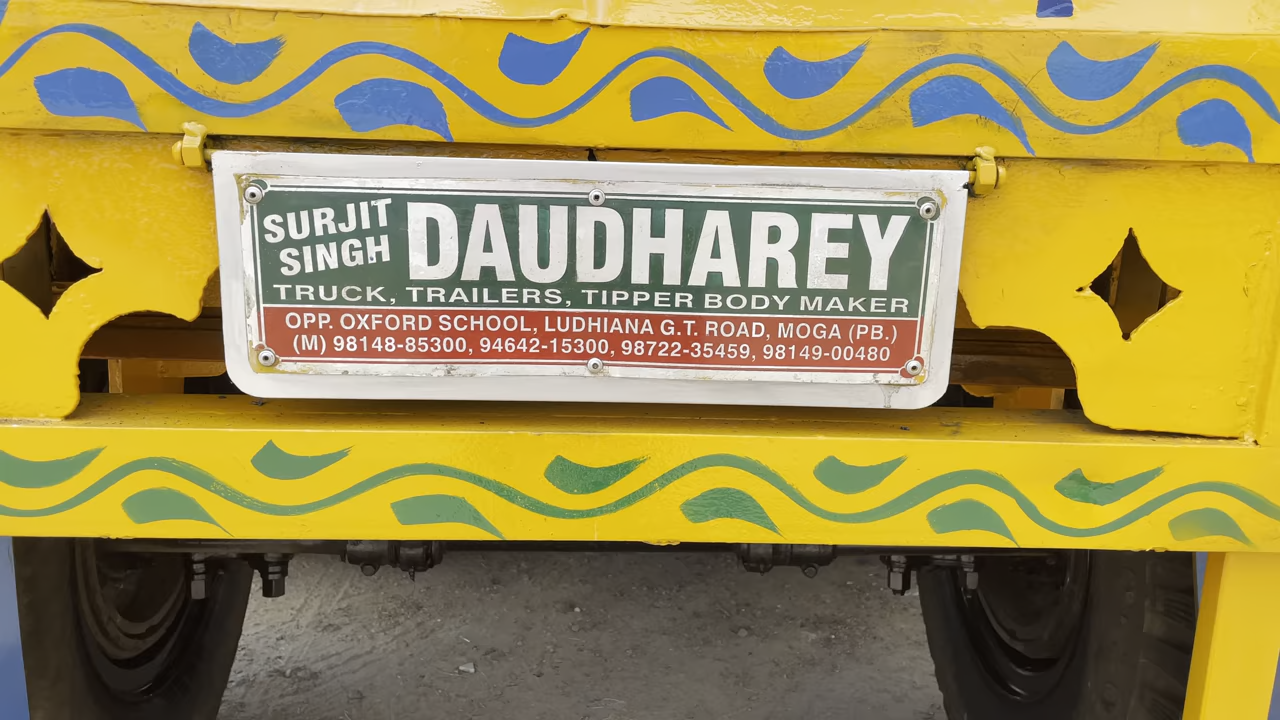 SURJIT SINGH DAUDHAREY
TRUCK, TRAILERS, TIPPER BODY MAKER
OPP. OXFORD SCHOOL, LUDHIANA G.T. ROAD, MOGA (PB.)
(M) 98148-85300, 94642-15300, 98722-35459, 98149-00480